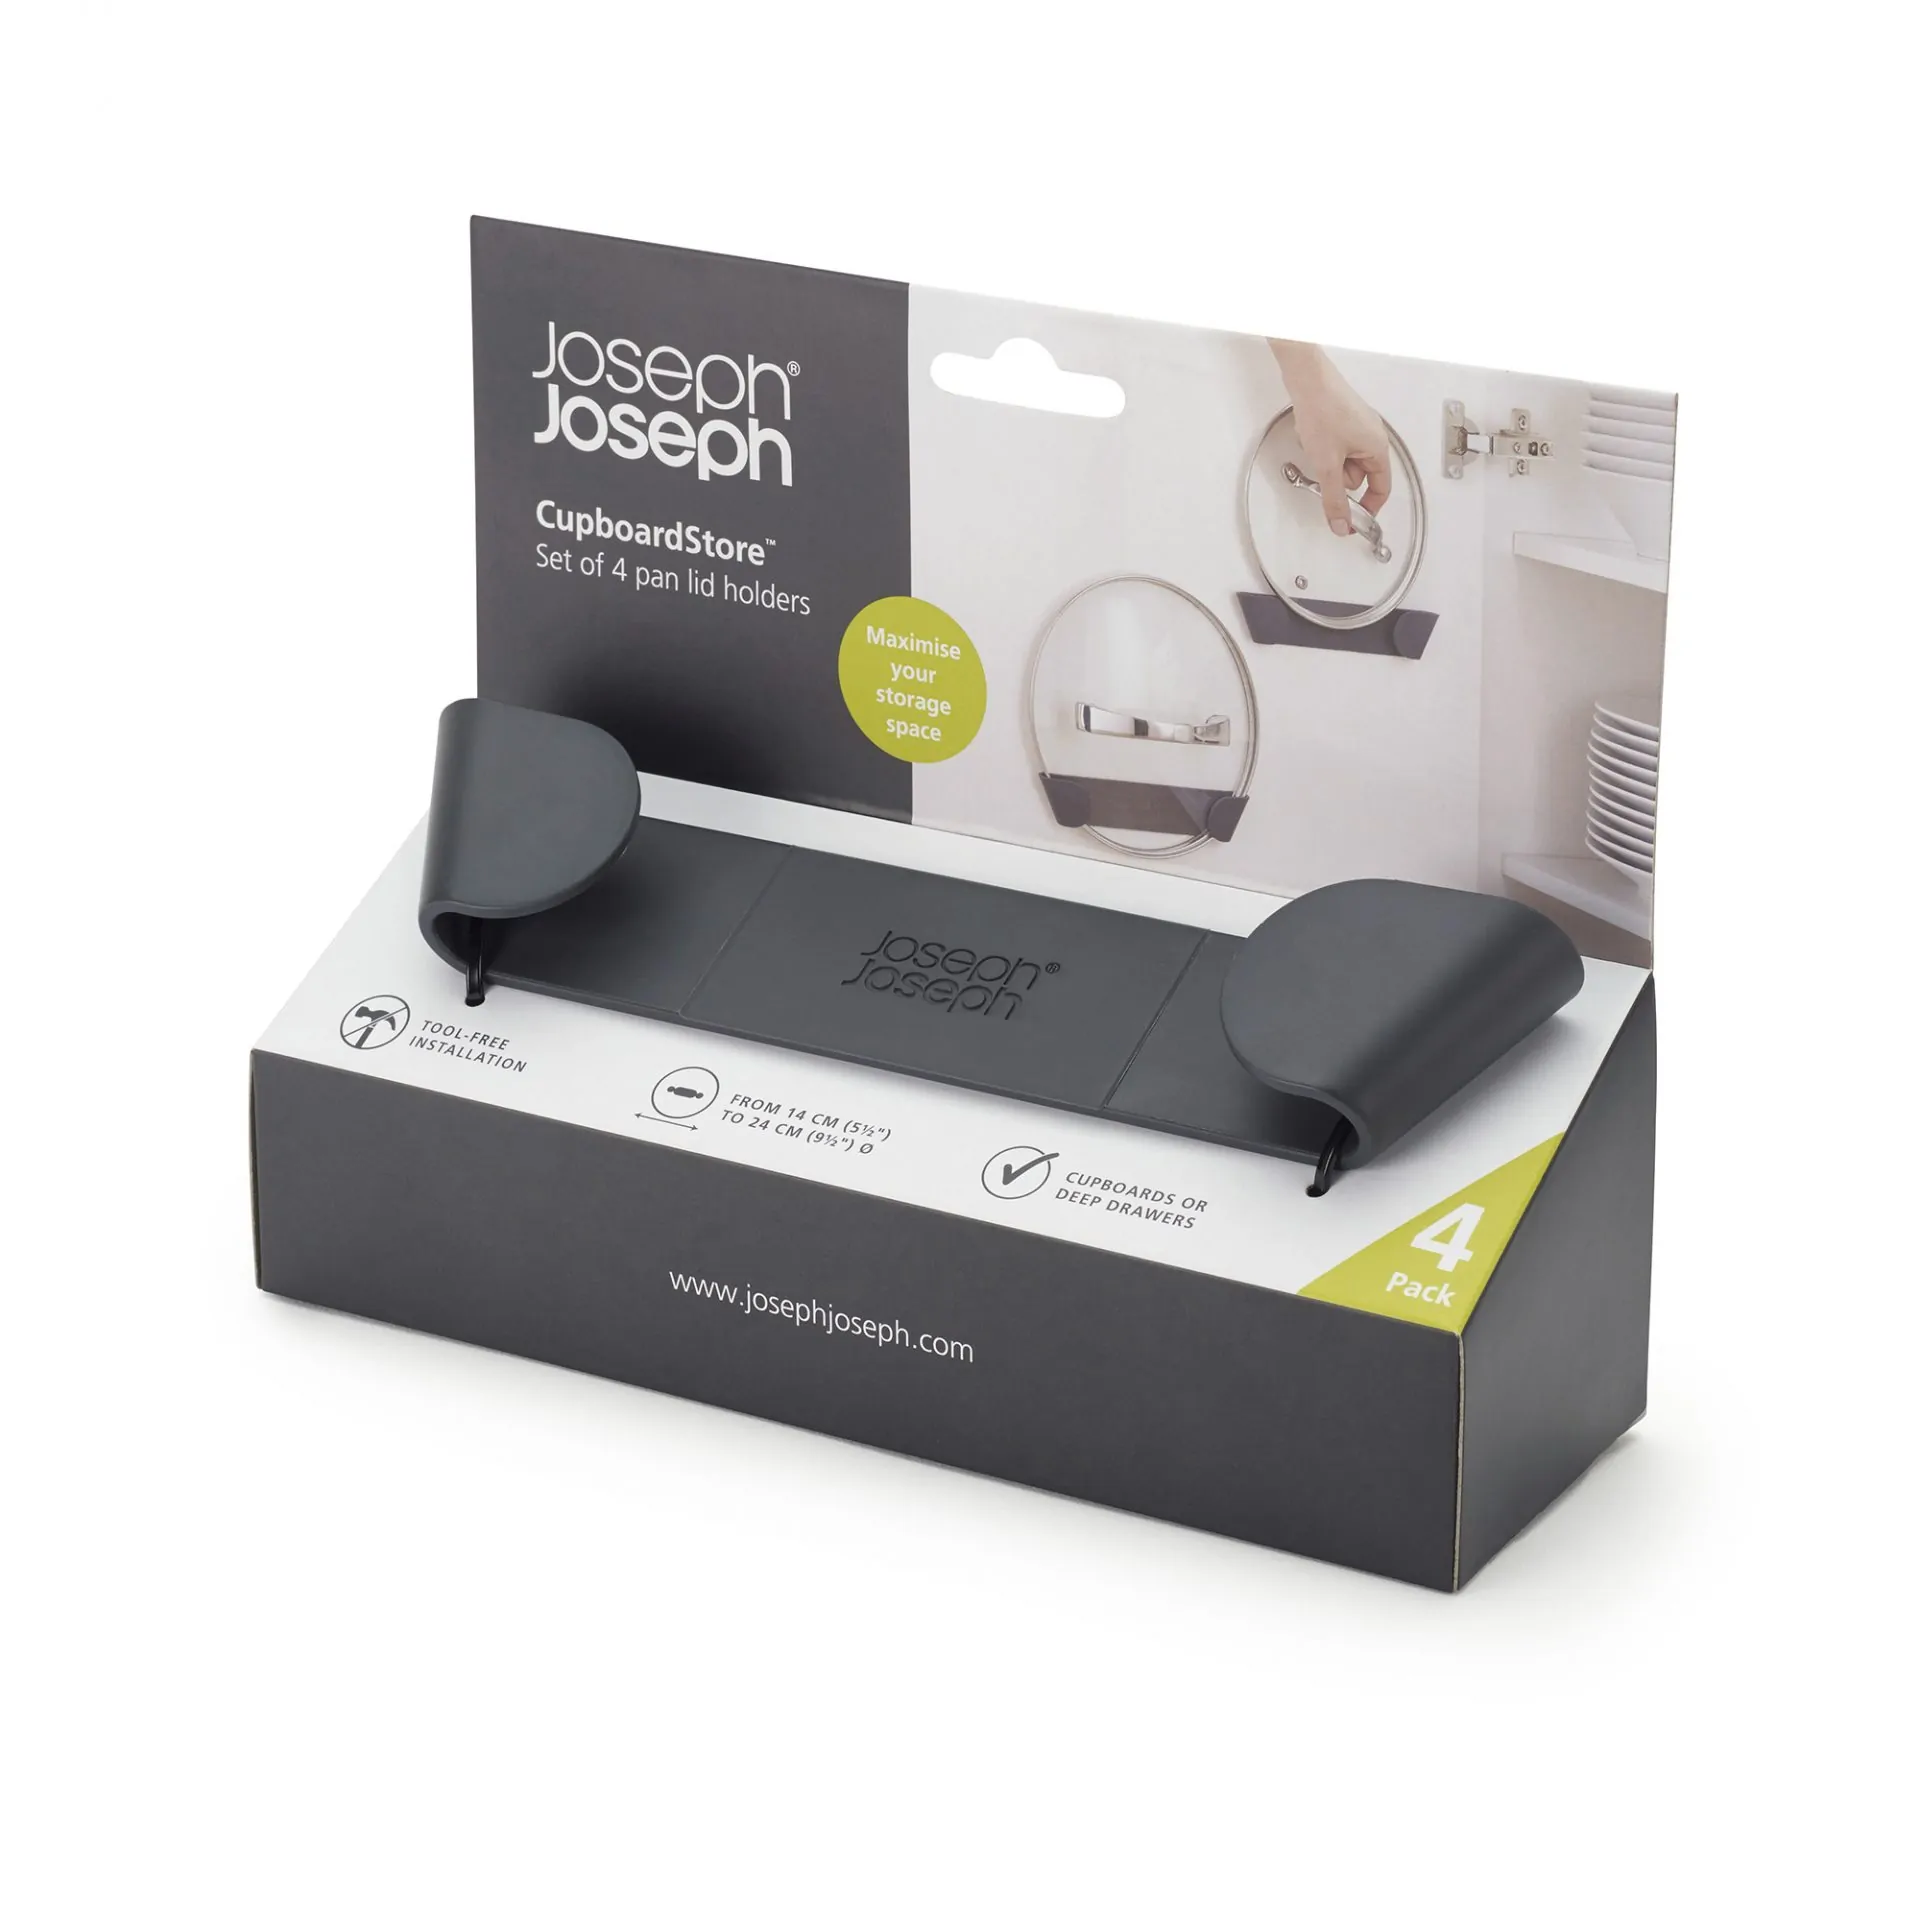 Joseph®
Joseph
CupboardStore™
Set of 4 pan lid holders
Maximise
your
storage
space
Joseph®
Joseph
TOOL-FREE
INSTALLATION
FROM 14 CM (5½")
TO 24 CM (9½") Ø
CUPBOARDS OR
DEEP DRAWERS
4
Pack
www.josephjoseph.com